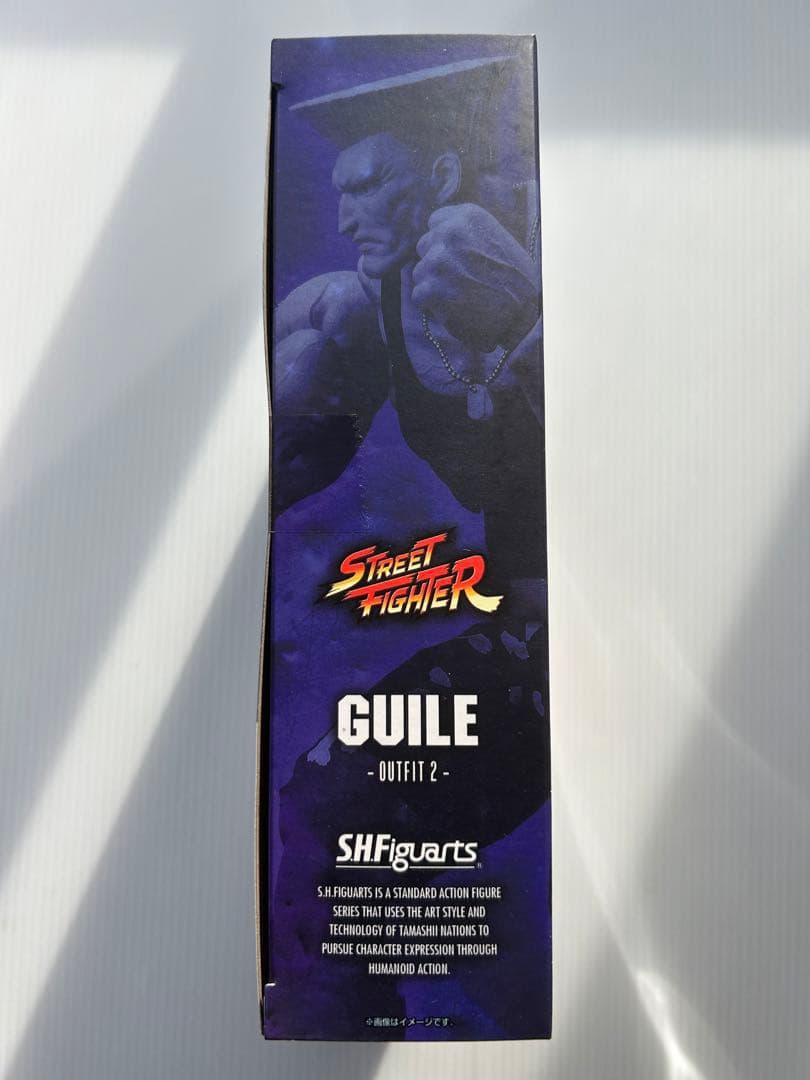 STREET
FIGHTER
GUILE
- OUTFIT 2 -
S.H.Figuarts®
S.H.FIGUARTS IS A STANDARD ACTION FIGURE
SERIES THAT USES THE ART STYLE AND
TECHNOLOGY OF TAMASHII NATIONS TO
PURSUE CHARACTER EXPRESSION THROUGH
HUMANOID ACTION.
※画像はイメージです。